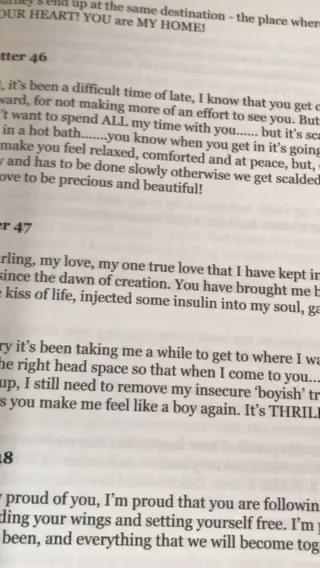 end up at the same destination - the place wher
OUR HEART! YOU are MY HOME!
tter 46
, it's been a difficult time of late, I know that you get
ward, for not making more of an effort to see you. But
't want to spend ALL my time with you...... but it's
in a hot bath.......you know when you get in it's going
make you feel relaxed, comforted and at peace, but,
and has to be done slowly otherwise we get scalded
ove to be precious and beautiful!
er 47
rling, my love, my one true love that I have kept in
since the dawn of creation. You have brought me b
kiss of life, injected some insulin into my soul, ga
ry it's been taking me a while to get to where I wa
he right head space so that when I come to you...
up, I still need to remove my insecure 'boyish' tr
s you make me feel like a boy again. It's THRIL
48
proud of you, I'm proud that you are followin
ding your wings and setting yourself free. I'm
been, and everything that we will become tog